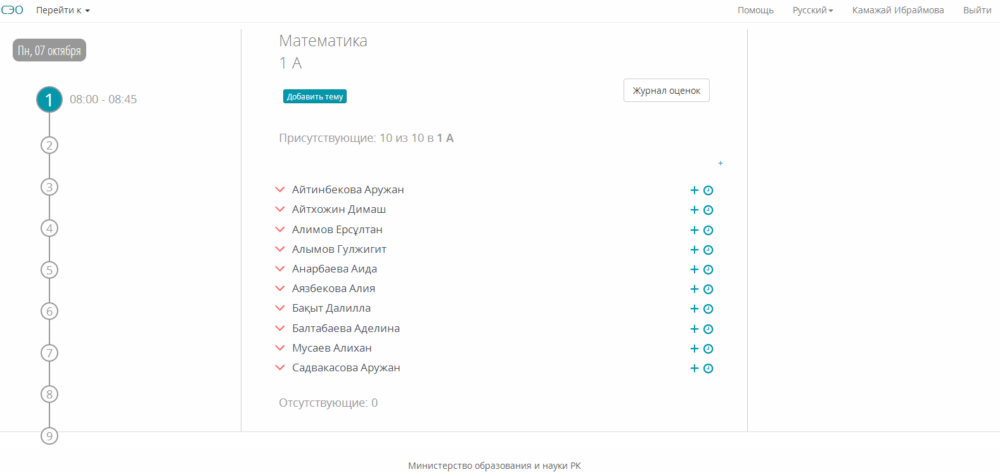 СЭО Перейти к Помощь Русский Камажай Ибраймова Выйти
Пн, 07 октября
1 08:00 - 08:45
2
3
4
5
6
7
8
9
Математика
1 А
Добавить тему
Журнал оценок
Присутствующие: 10 из 10 в 1 А
+
Айтинбекова Аружан
Айтхожин Димаш
Алимов Ерсұлтан
Алымов Гулжигит
Анарбаева Аида
Аязбекова Алия
Бақыт Далилла
Балтабаева Аделина
Мусаев Алихан
Садвакасова Аружан
Отсутствующие: 0
Министерство образования и науки РК